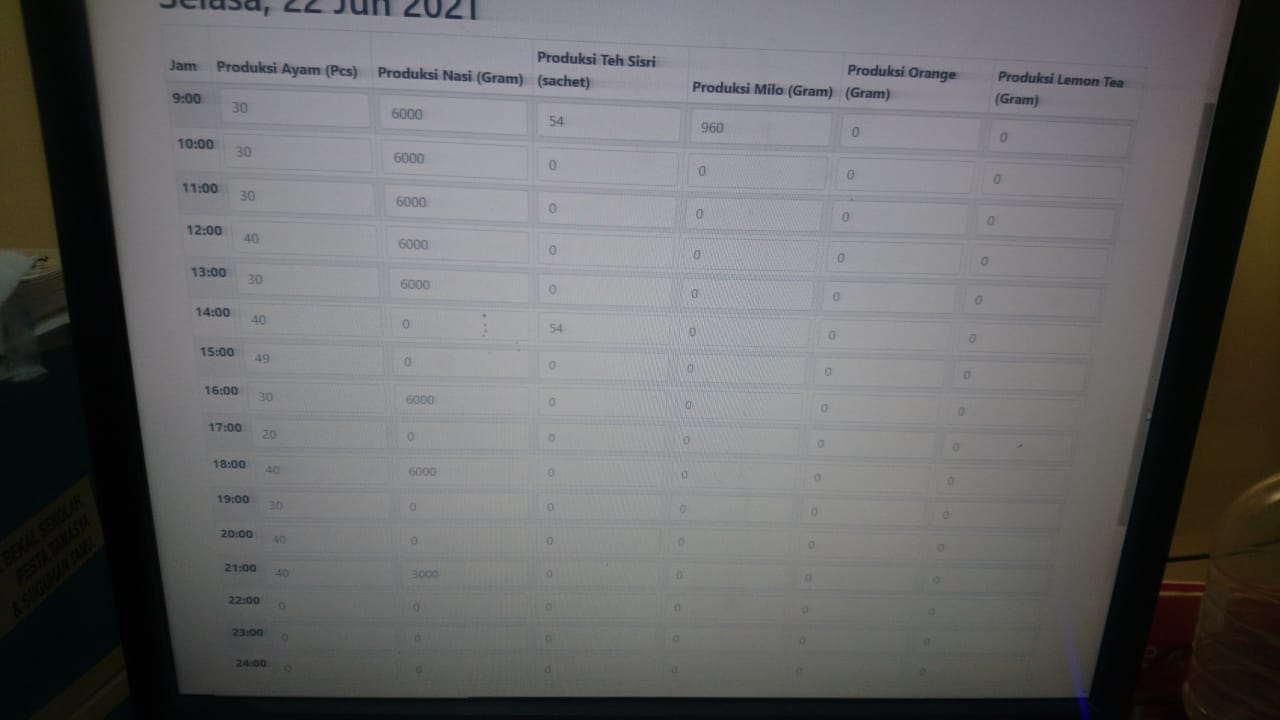 Selasa, 22 Jun 2021
Jam Produksi Ayam (Pcs) Produksi Nasi (Gram) Produksi Teh Sisri (sachet) Produksi Milo (Gram) Produksi Orange (Gram) Produksi Lemon Tea (Gram)
9:00 30 6000 54 960 0 0
10:00 30 6000 0 0 0 0
11:00 30 6000 0 0 0 0
12:00 40 6000 0 0 0 0
13:00 30 6000 0 0 0 0
14:00 40 0 54 0 0 0
15:00 49 0 0 0 0 0
16:00 30 6000 0 0 0 0
17:00 20 0 0 0 0 0
18:00 40 6000 0 0 0 0
19:00 30 0 0 0 0 0
20:00 40 0 0 0 0 0
21:00 40 3000 0 0 0 0
22:00 0 0 0 0 0 0
23:00 0 0 0 0 0 0
24:00 0 0 0 0 0 0
BEKAL SEKOLAH
PESTA, TAMASYA
& SUGUHAN TAMU